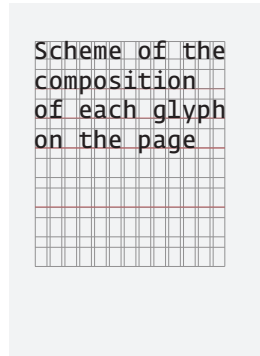 Scheme of the
composition
of each glyph
on the page